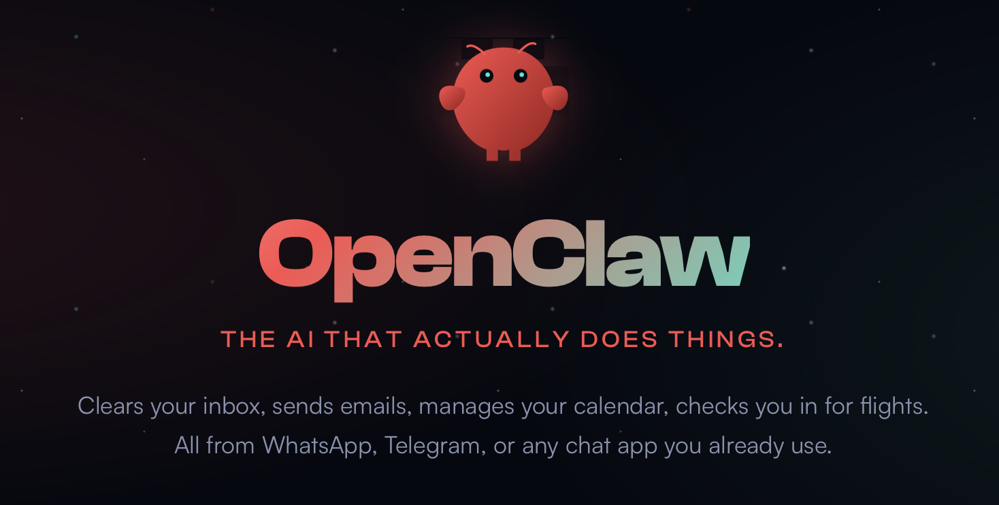 OpenClaw
THE AI THAT ACTUALLY DOES THINGS.
Clears your inbox, sends emails, manages your calendar, checks you in for flights.
All from WhatsApp, Telegram, or any chat app you already use.